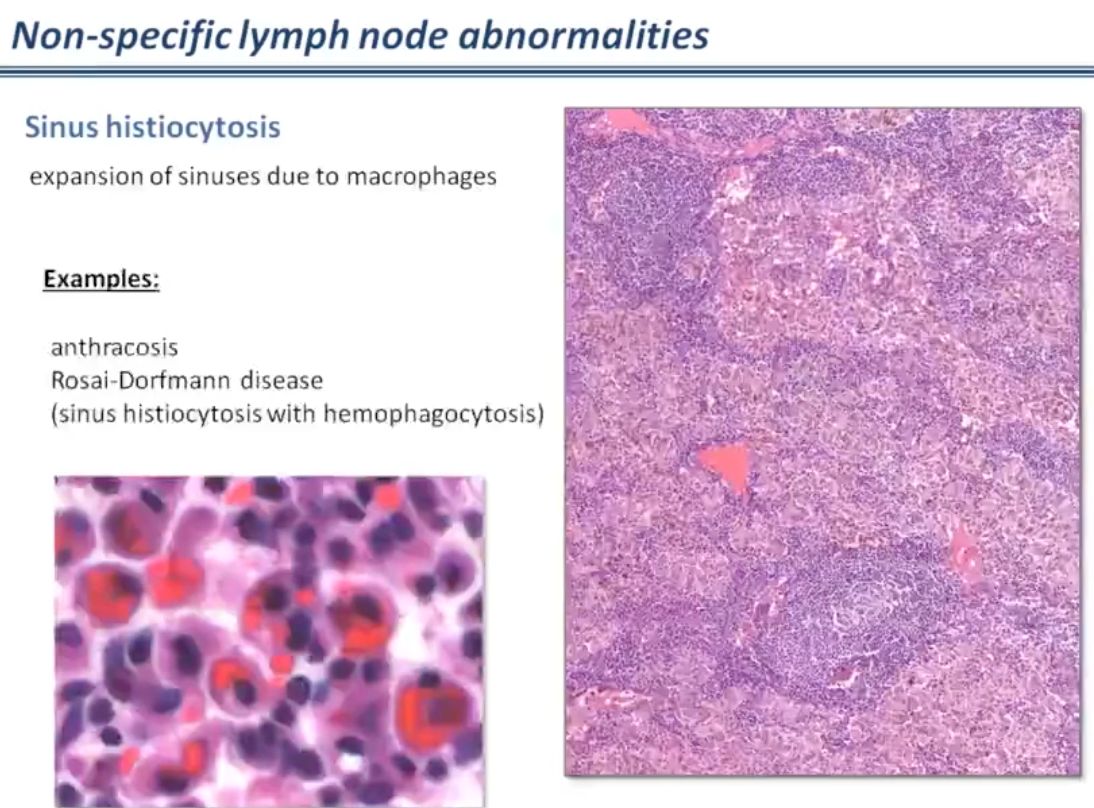 Non-specific lymph node abnormalities
Sinus histiocytosis
expansion of sinuses due to macrophages
Examples:
anthracosis
Rosai-Dorfmann disease
(sinus histiocytosis with hemophagocytosis)